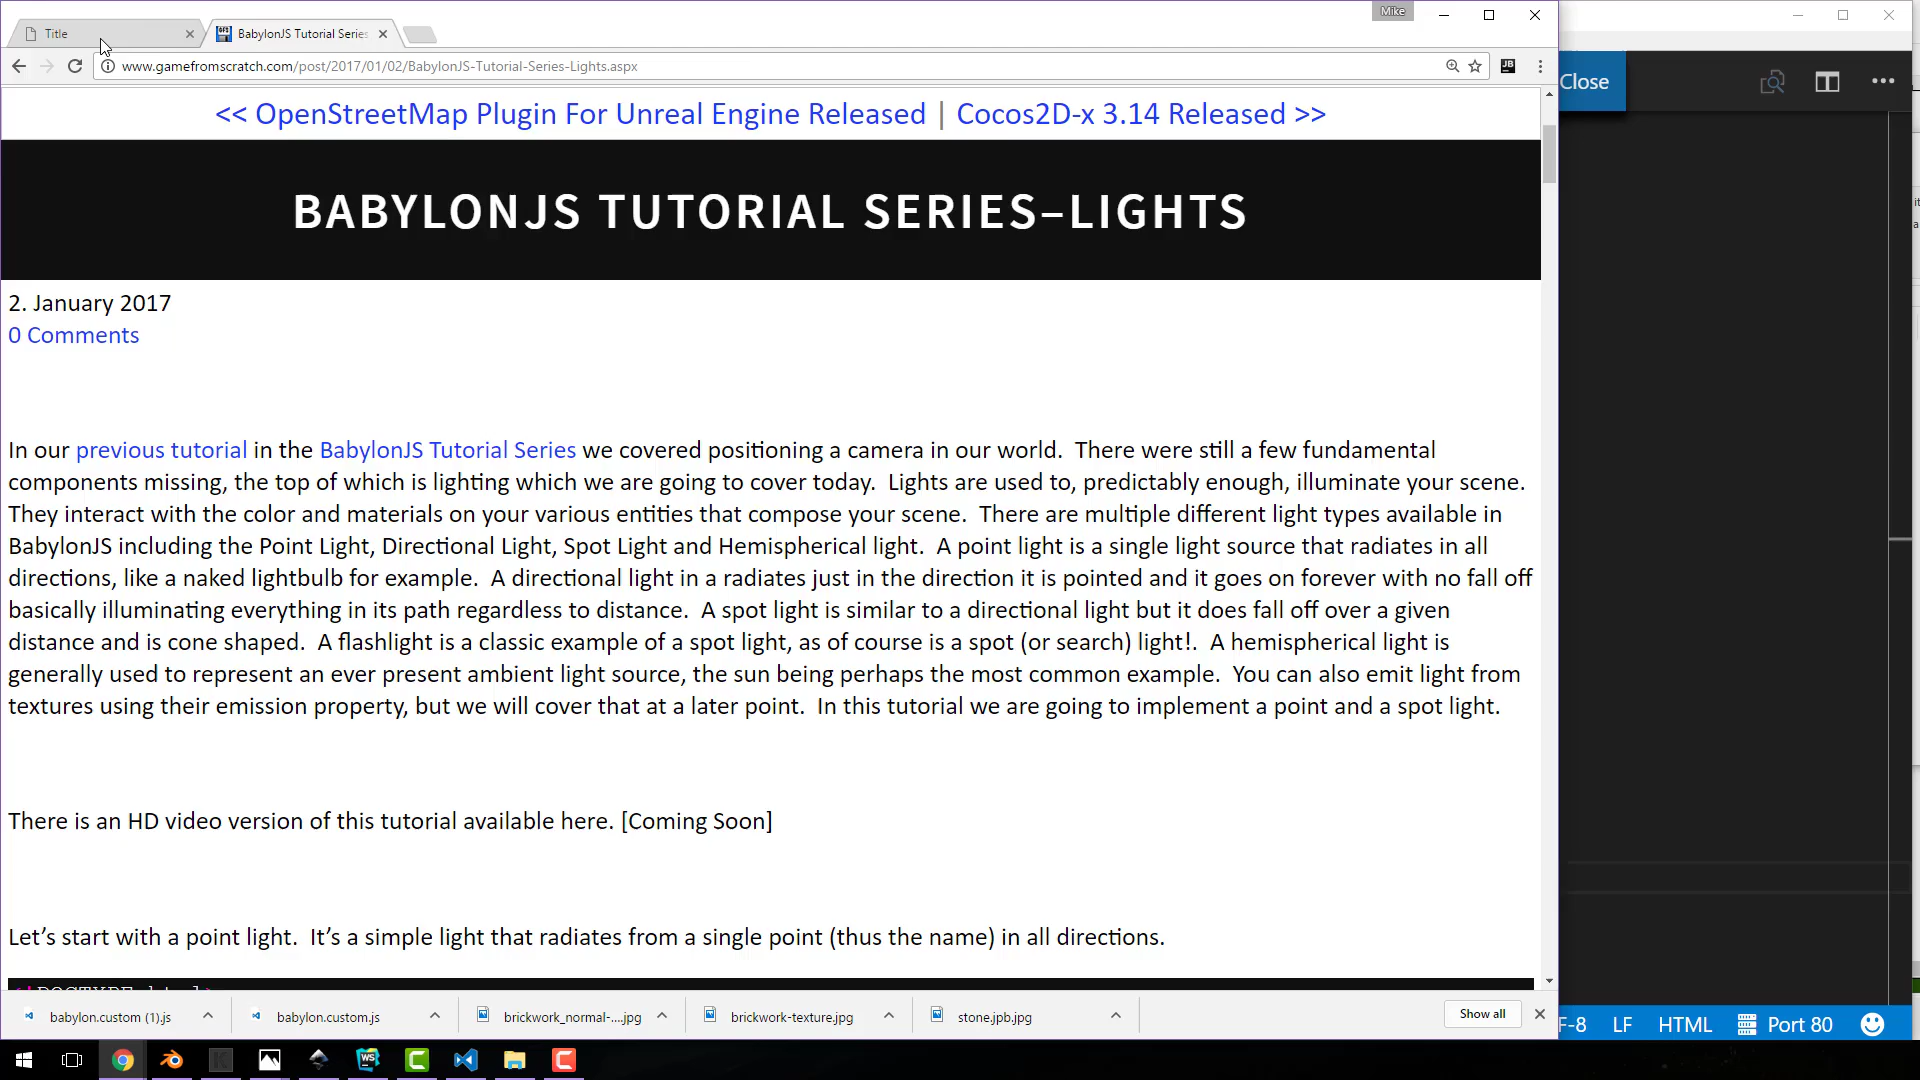 Mike
Title
BabylonJS Tutorial Series
www.gamefromscratch.com/post/2017/01/02/BabylonJS-Tutorial-Series-Lights.aspx
Close
<< OpenStreetMap Plugin For Unreal Engine Released | Cocos2D-x 3.14 Released >>
BABYLONJS TUTORIAL SERIES–LIGHTS
2. January 2017
0 Comments
In our previous tutorial in the BabylonJS Tutorial Series we covered positioning a camera in our world.  There were still a few fundamental
components missing, the top of which is lighting which we are going to cover today.  Lights are used to, predictably enough, illuminate your scene.
They interact with the color and materials on your various entities that compose your scene.  There are multiple different light types available in
BabylonJS including the Point Light, Directional Light, Spot Light and Hemispherical light.  A point light is a single light source that radiates in all
directions, like a naked lightbulb for example.  A directional light in a radiates just in the direction it is pointed and it goes on forever with no fall off
basically illuminating everything in its path regardless to distance.  A spot light is similar to a directional light but it does fall off over a given
distance and is cone shaped.  A flashlight is a classic example of a spot light, as of course is a spot (or search) light!.  A hemispherical light is
generally used to represent an ever present ambient light source, the sun being perhaps the most common example.  You can also emit light from
textures using their emission property, but we will cover that at a later point.  In this tutorial we are going to implement a point and a spot light.
There is an HD video version of this tutorial available here. [Coming Soon]
Let’s start with a point light.  It’s a simple light that radiates from a single point (thus the name) in all directions.
<!DOCTYPE html>
babylon.custom (1).js
babylon.custom.js
brickwork_normal-....jpg
brickwork-texture.jpg
stone.jpb.jpg
Show all
F-8 LF HTML Port 80